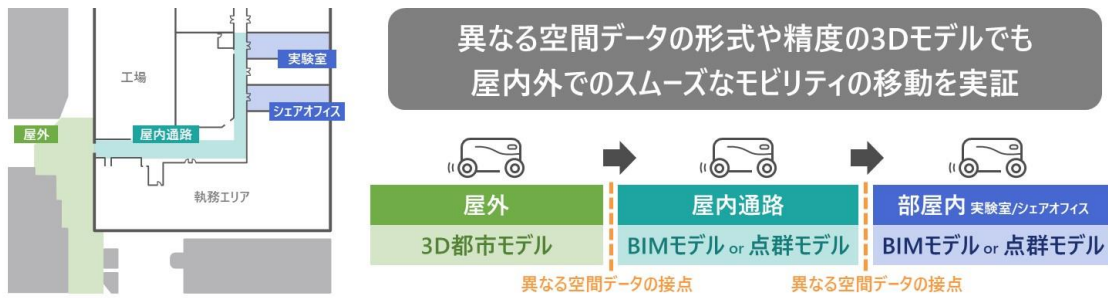 工場
実験室
シェアオフィス
屋外
屋内通路
執務エリア
異なる空間データの形式や精度の3Dモデルでも
屋内外でのスムーズなモビリティの移動を実証
屋外
屋内通路
部屋内 実験室/シェアオフィス
3D都市モデル
BIMモデル or 点群モデル
BIMモデル or 点群モデル
異なる空間データの接点
異なる空間データの接点